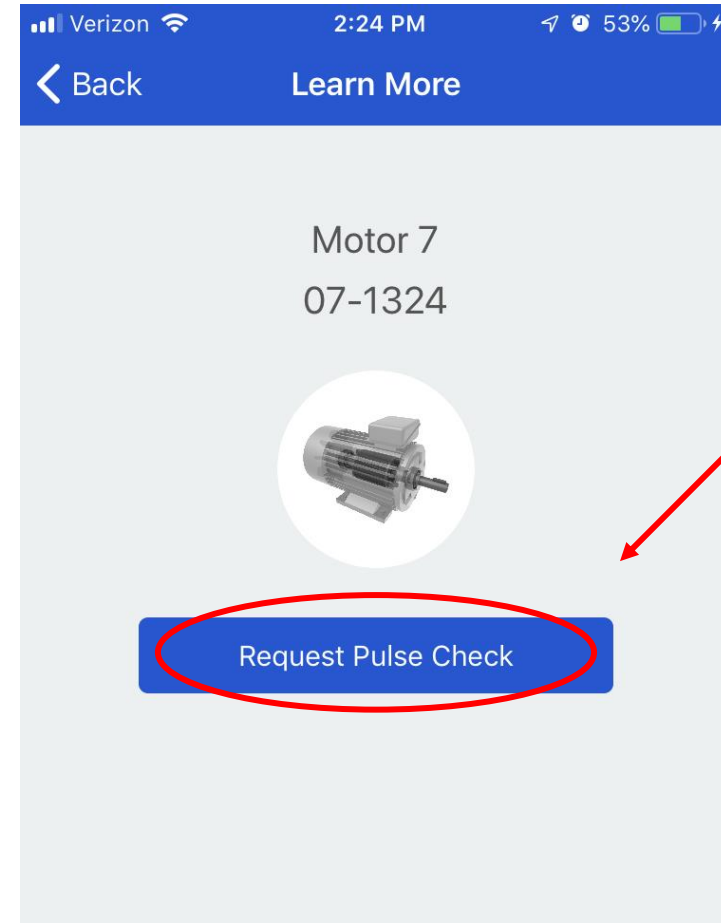 Verizon 2:24 PM 53%
Back Learn More
Motor 7
07-1324
Request Pulse Check